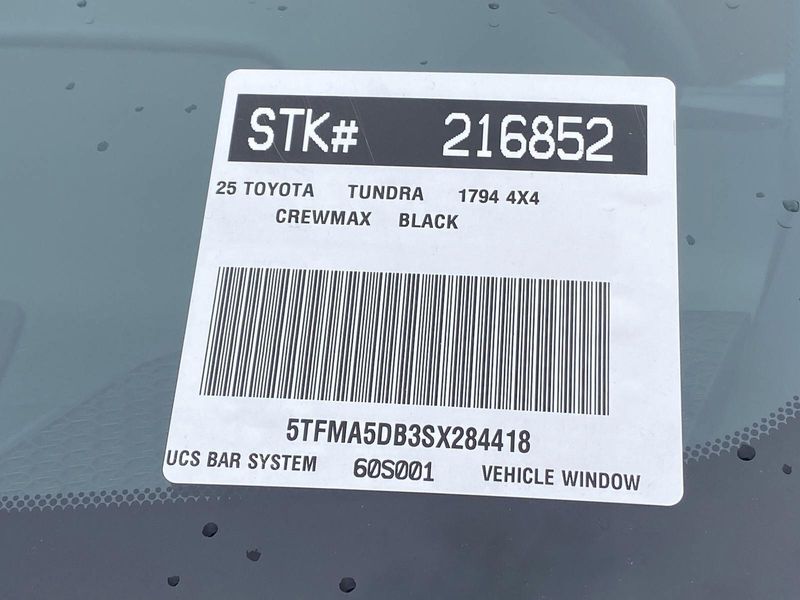 STK# 216852
25 TOYOTA TUNDRA 1794 4X4
CREWMAX BLACK
5TFMA5DB3SX284418
UCS BAR SYSTEM 60S001 VEHICLE WINDOW